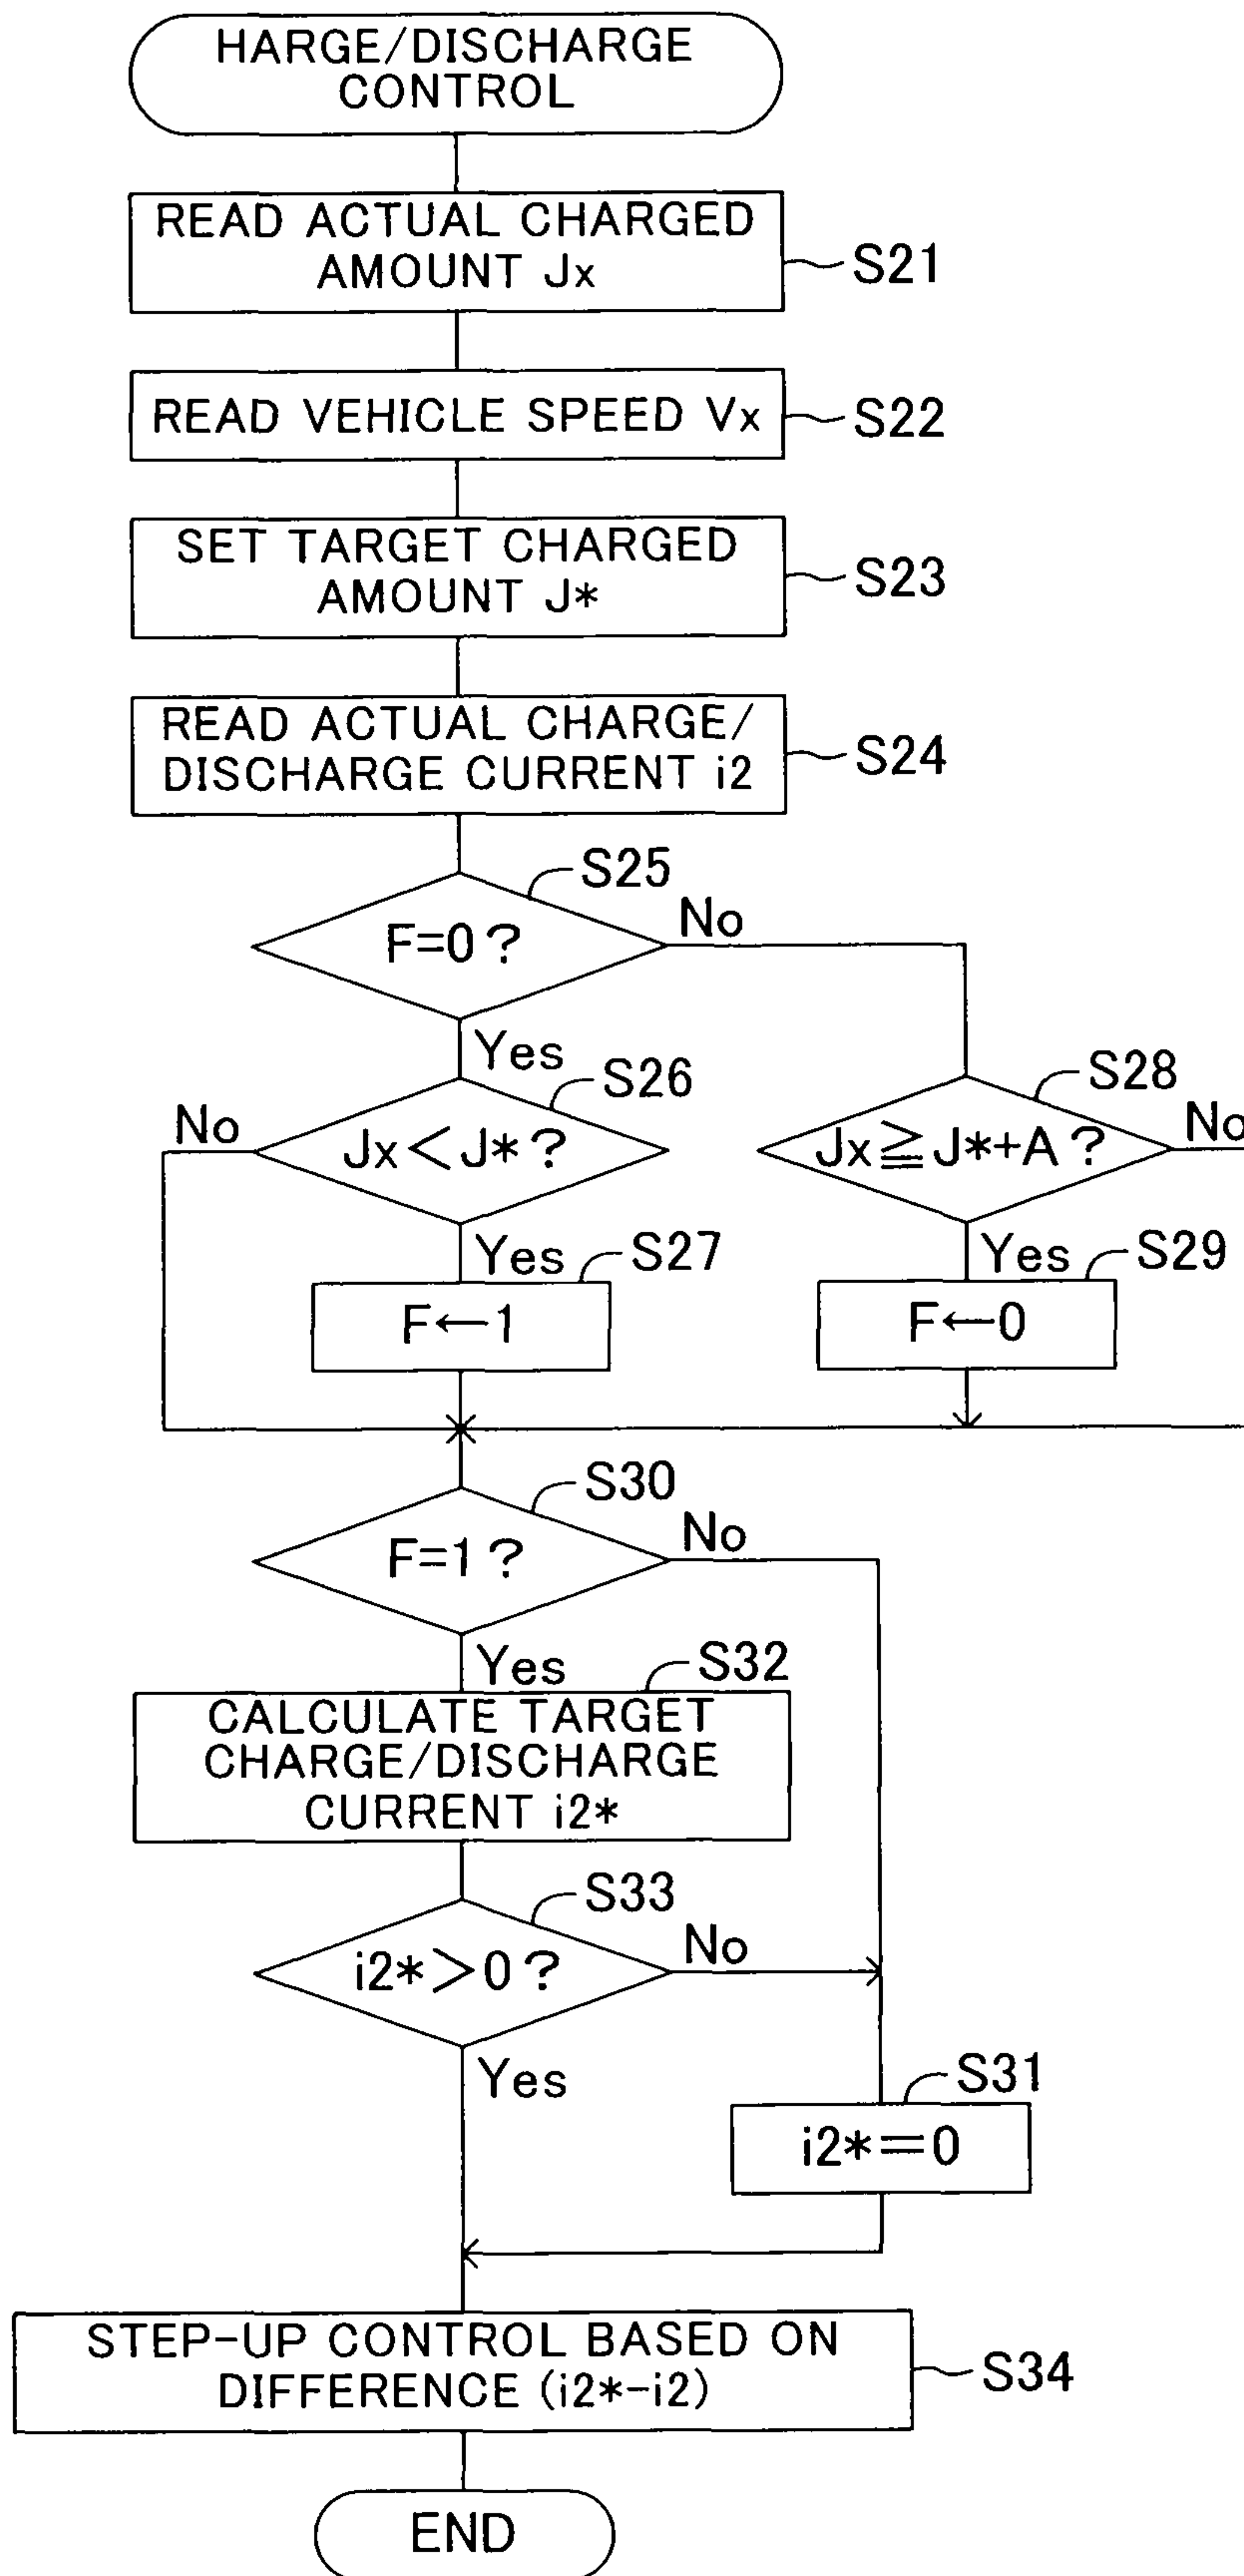 HARGE/DISCHARGE
CONTROL
READ ACTUAL CHARGED
AMOUNT Jx
S21
READ VEHICLE SPEED Vx
S22
SET TARGET CHARGED
AMOUNT J*
S23
READ ACTUAL CHARGE/
DISCHARGE CURRENT i2
S24
S25
F=0?
No
Yes
S26
No
Jx<J*?
Yes
S27
F←1
S28
Jx≧J*+A?
No
Yes
S29
F←0
S30
F=1?
No
Yes
S32
CALCULATE TARGET
CHARGE/DISCHARGE
CURRENT i2*
S33
i2*>0?
No
Yes
S31
i2*=0
STEP-UP CONTROL BASED ON
DIFFERENCE (i2*-i2)
S34
END